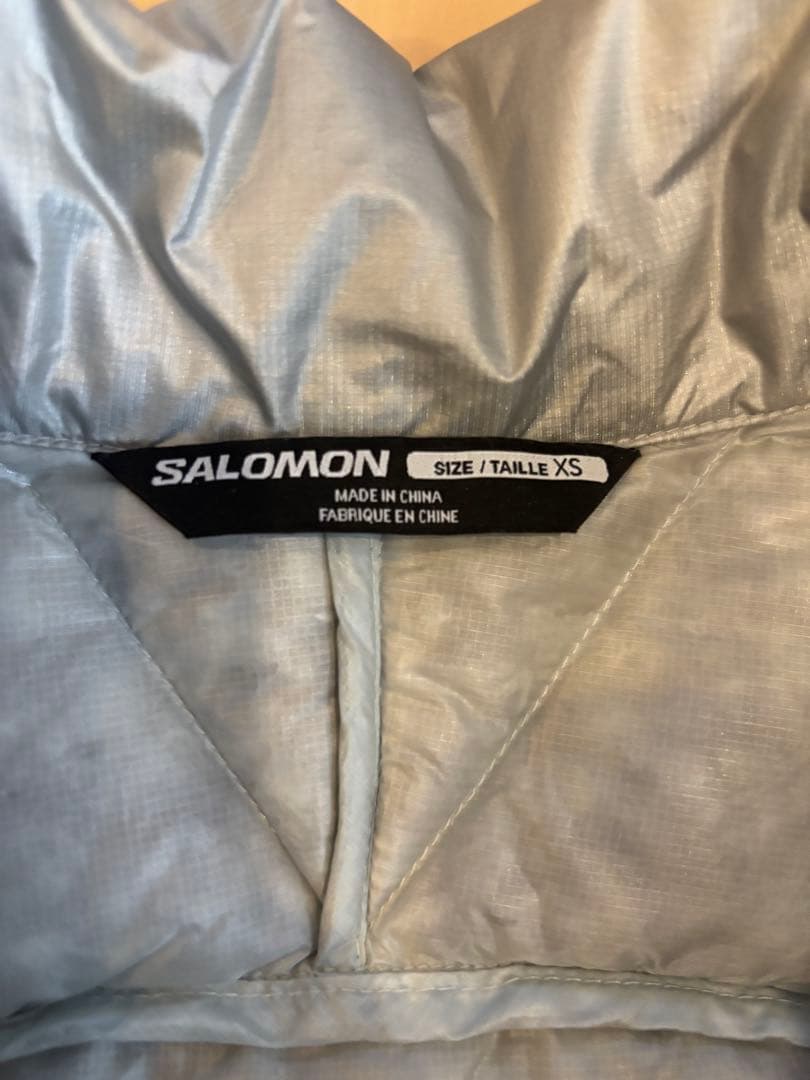 SALOMON SIZE / TAILLE XS
MADE IN CHINA
FABRIQUE EN CHINE